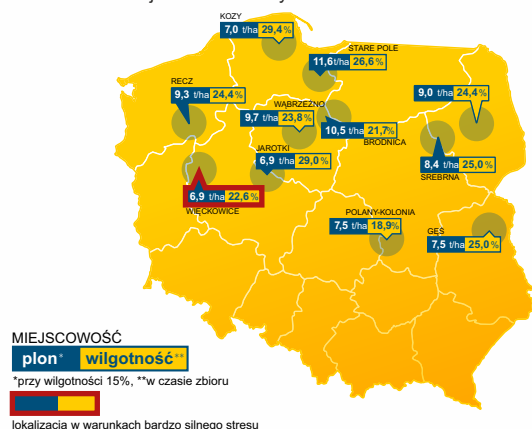 KOZY
7,0 t/ha 29,4%
STARE POLE
11,6 t/ha 26,6%
RECZ
9,3 t/ha 24,4%
WĄBRZEŹNO
9,7 t/ha 23,8%
9,0 t/ha 24,4%
10,5 t/ha 21,7%
BRODNICA
JAROTKI
6,9 t/ha 29,0%
8,4 t/ha 25,0%
SREBRNA
6,9 t/ha 22,6%
WIĘCKOWICE
POLANY-KOLONIA
7,5 t/ha 18,9%
GĘŚ
7,5 t/ha 25,0%
MIEJSCOWOŚĆ
plon* wilgotność**
*przy wilgotności 15%, **w czasie zbioru
lokalizacja w warunkach bardzo silnego stresu